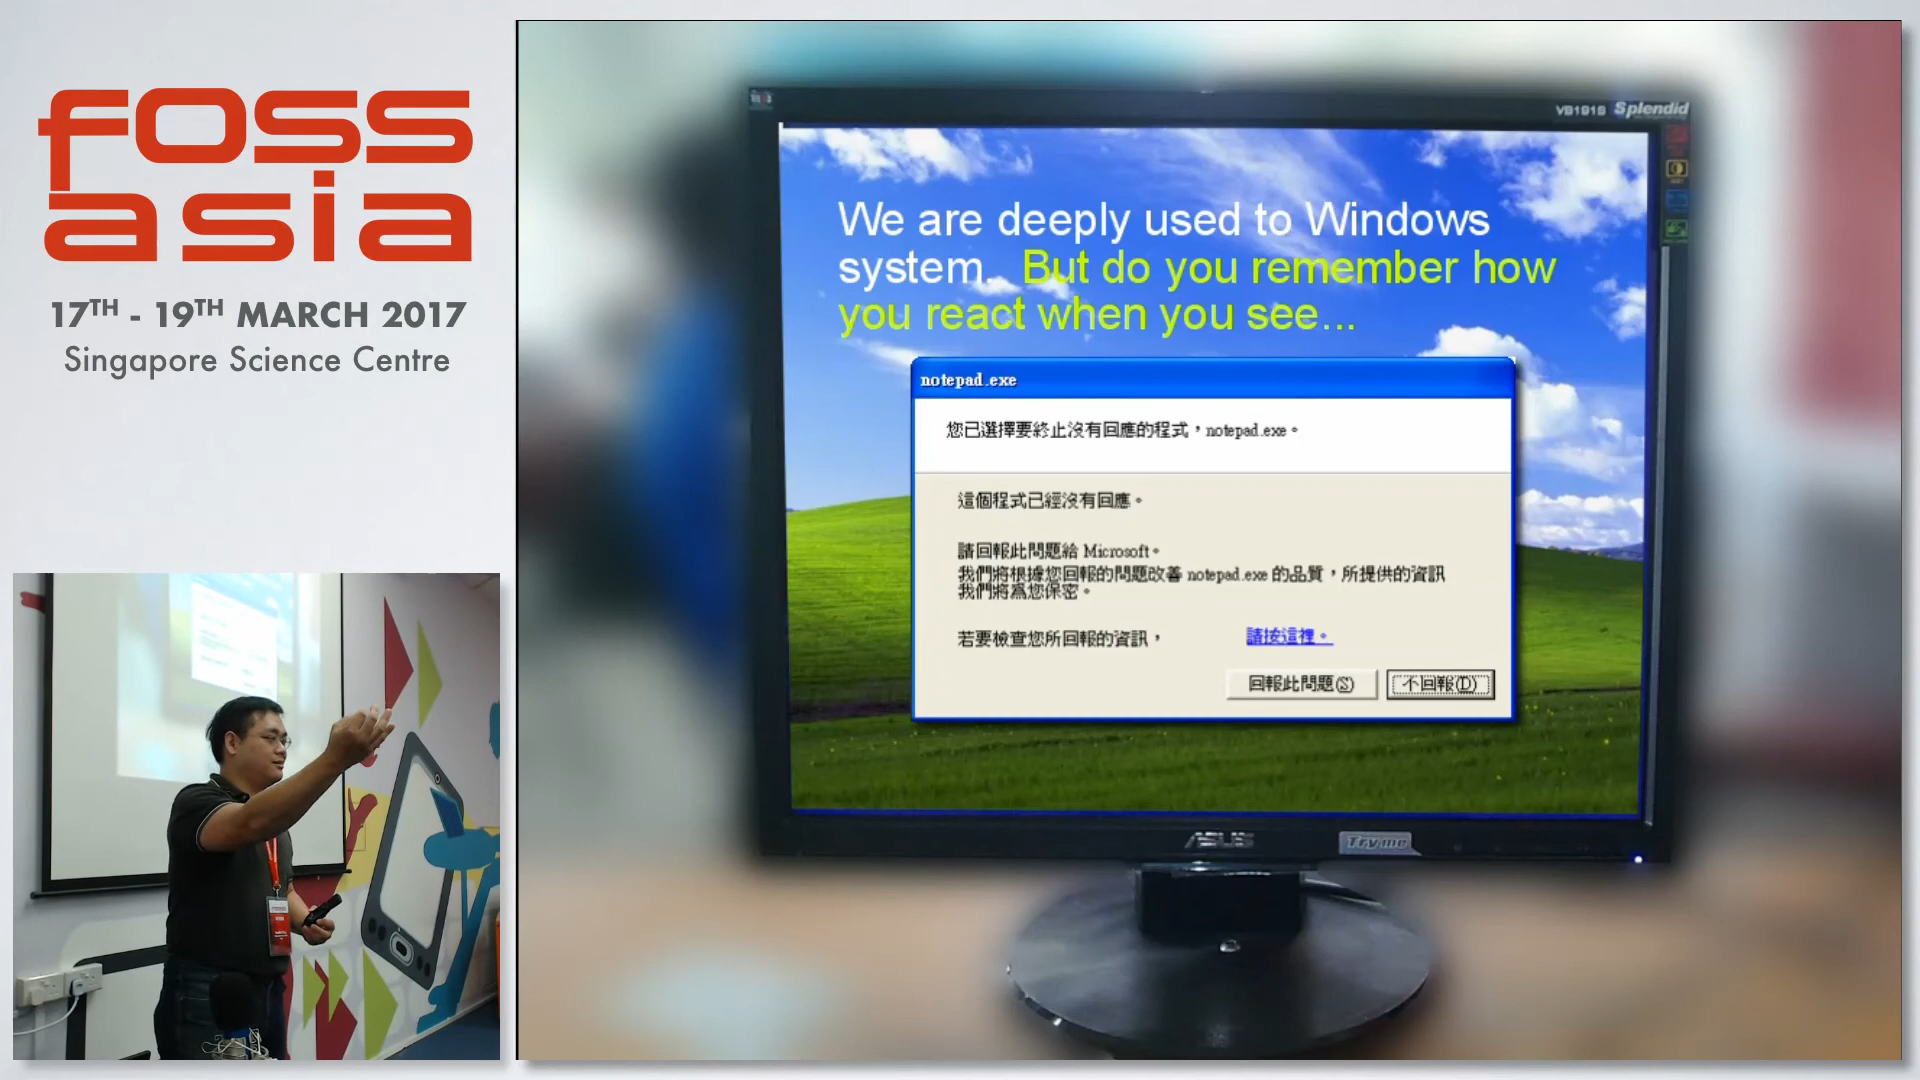 foss
asia
17TH - 19TH MARCH 2017
Singapore Science Centre
VB191S Splendid
We are deeply used to Windows
system. But do you remember how
you react when you see...
notepad.exe
您已選擇要終止沒有回應的程式，notepad.exe。
這個程式已經沒有回應。
請回報此問題給 Microsoft。
我們將根據您回報的問題改善 notepad.exe 的品質，所提供的資訊
我們將為您保密。
若要檢查您所回報的資訊， 請按這裡。
回報此問題(S) 不回報(D)
ASUS Try me